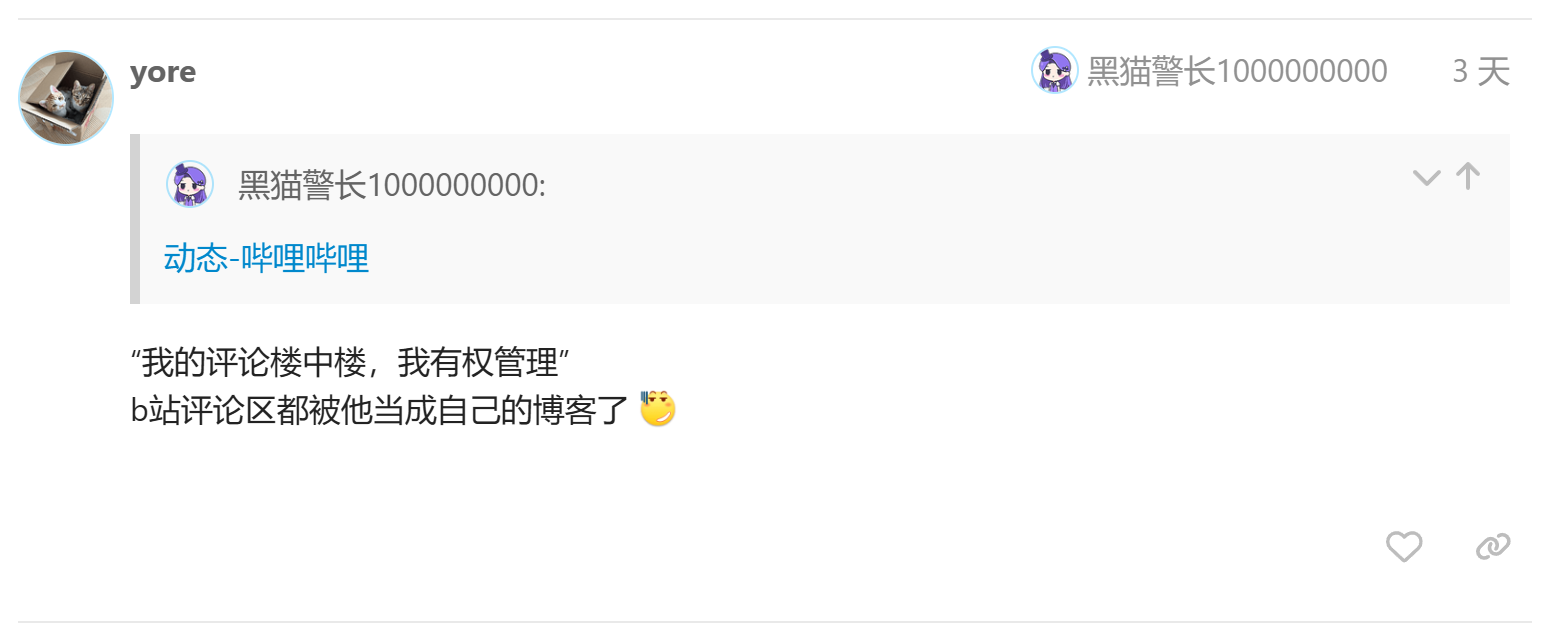 yore
黑猫警长1000000000
3 天
黑猫警长1000000000:
动态-哔哩哔哩
“我的评论楼中楼，我有权管理”
b站评论区都被他当成自己的博客了